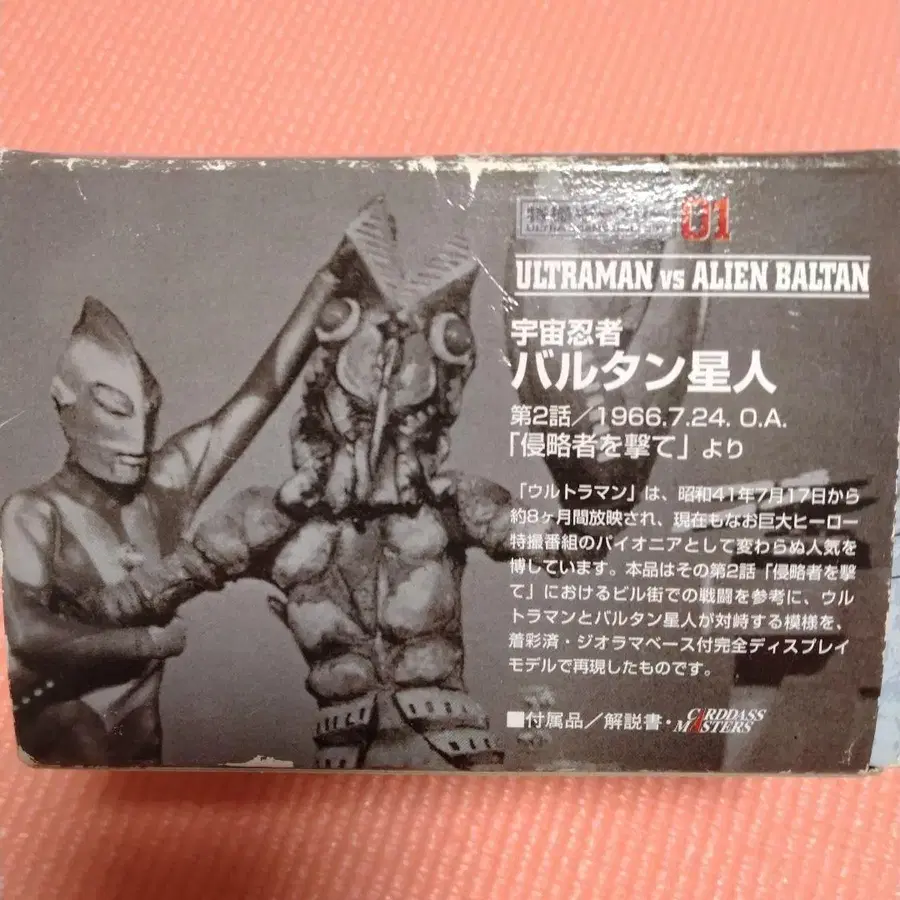 01
ULTRAMAN vs ALIEN BALTAN
宇宙忍者
バルタン星人
第2話／1966.7.24. O.A.
「侵略者を撃て」より
「ウルトラマン」は、昭和41年7月17日から
約8ヶ月間放映され、現在もなお巨大ヒーロー
特撮番組のパイオニアとして変わらぬ人気を
博しています。本品はその第2話「侵略者を撃
て」におけるビル街での戦闘を参考に、ウル
トラマンとバルタン星人が対峙する模様を、
着彩済・ジオラマベース付完全ディスプレイ
モデルで再現したものです。
■付属品／解説書・CARDDASS MASTERS